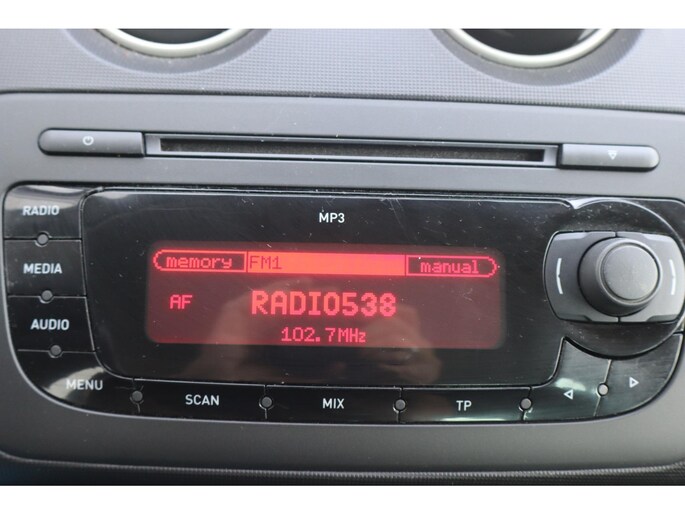 RADIO
MP3
MEDIA
memory FM1 manual
AF RADIO538
AUDIO
102.7MHz
MENU SCAN MIX TP